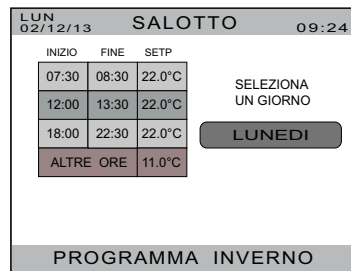 LUN
02/12/13
SALOTTO
09:24
INIZIO FINE SETP
07:30 08:30 22.0°C
12:00 13:30 22.0°C
18:00 22:30 22.0°C
ALTRE ORE 11.0°C
SELEZIONA
UN GIORNO
LUNEDI
PROGRAMMA INVERNO